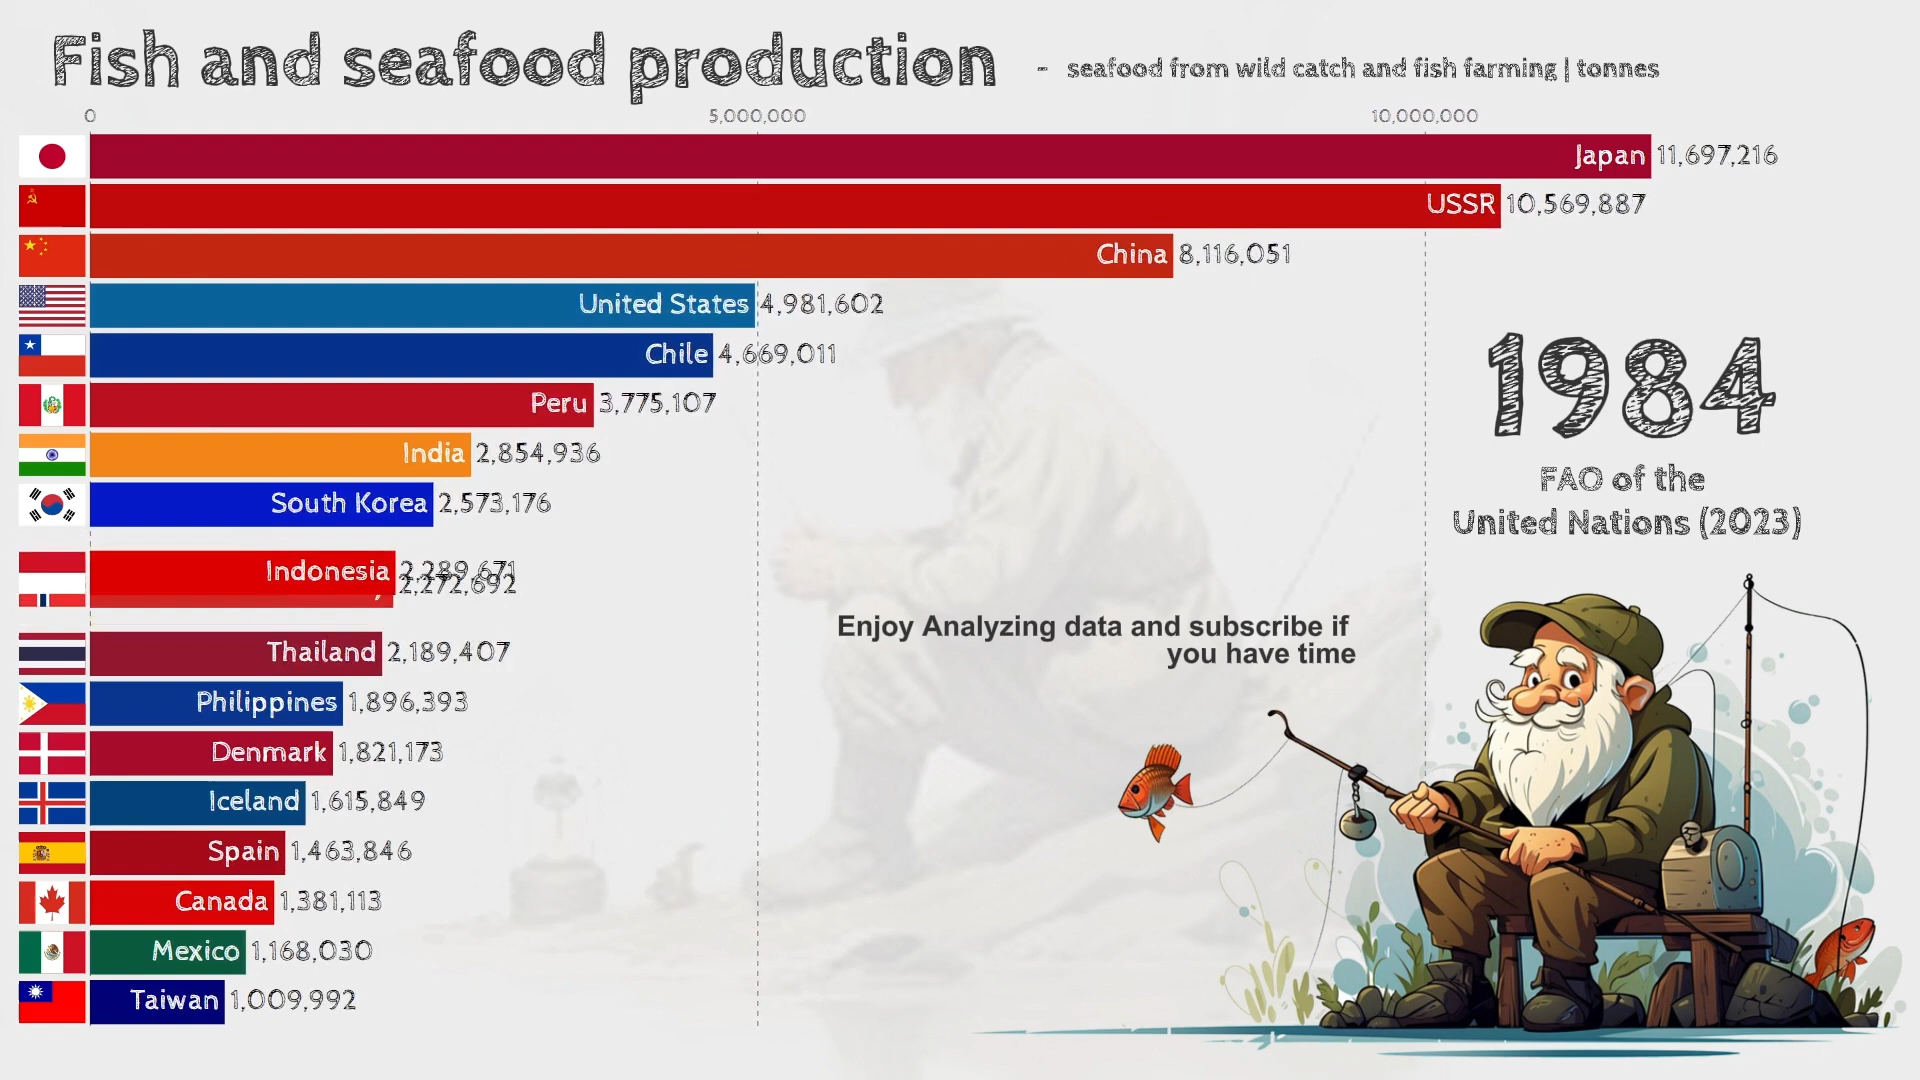 Fish and seafood production - seafood from wild catch and fish farming | tonnes
0 5,000,000 10,000,000
Japan 11,697,216
USSR 10,569,887
China 8,116,051
United States 4,981,602
Chile 4,669,011
Peru 3,775,107
India 2,854,936
South Korea 2,573,176
Indonesia 2,289,671
2,272,692
Thailand 2,189,407
Philippines 1,896,393
Denmark 1,821,173
Iceland 1,615,849
Spain 1,463,846
Canada 1,381,113
Mexico 1,168,030
Taiwan 1,009,992
1984
FAO of the
United Nations (2023)
Enjoy Analyzing data and subscribe if
you have time